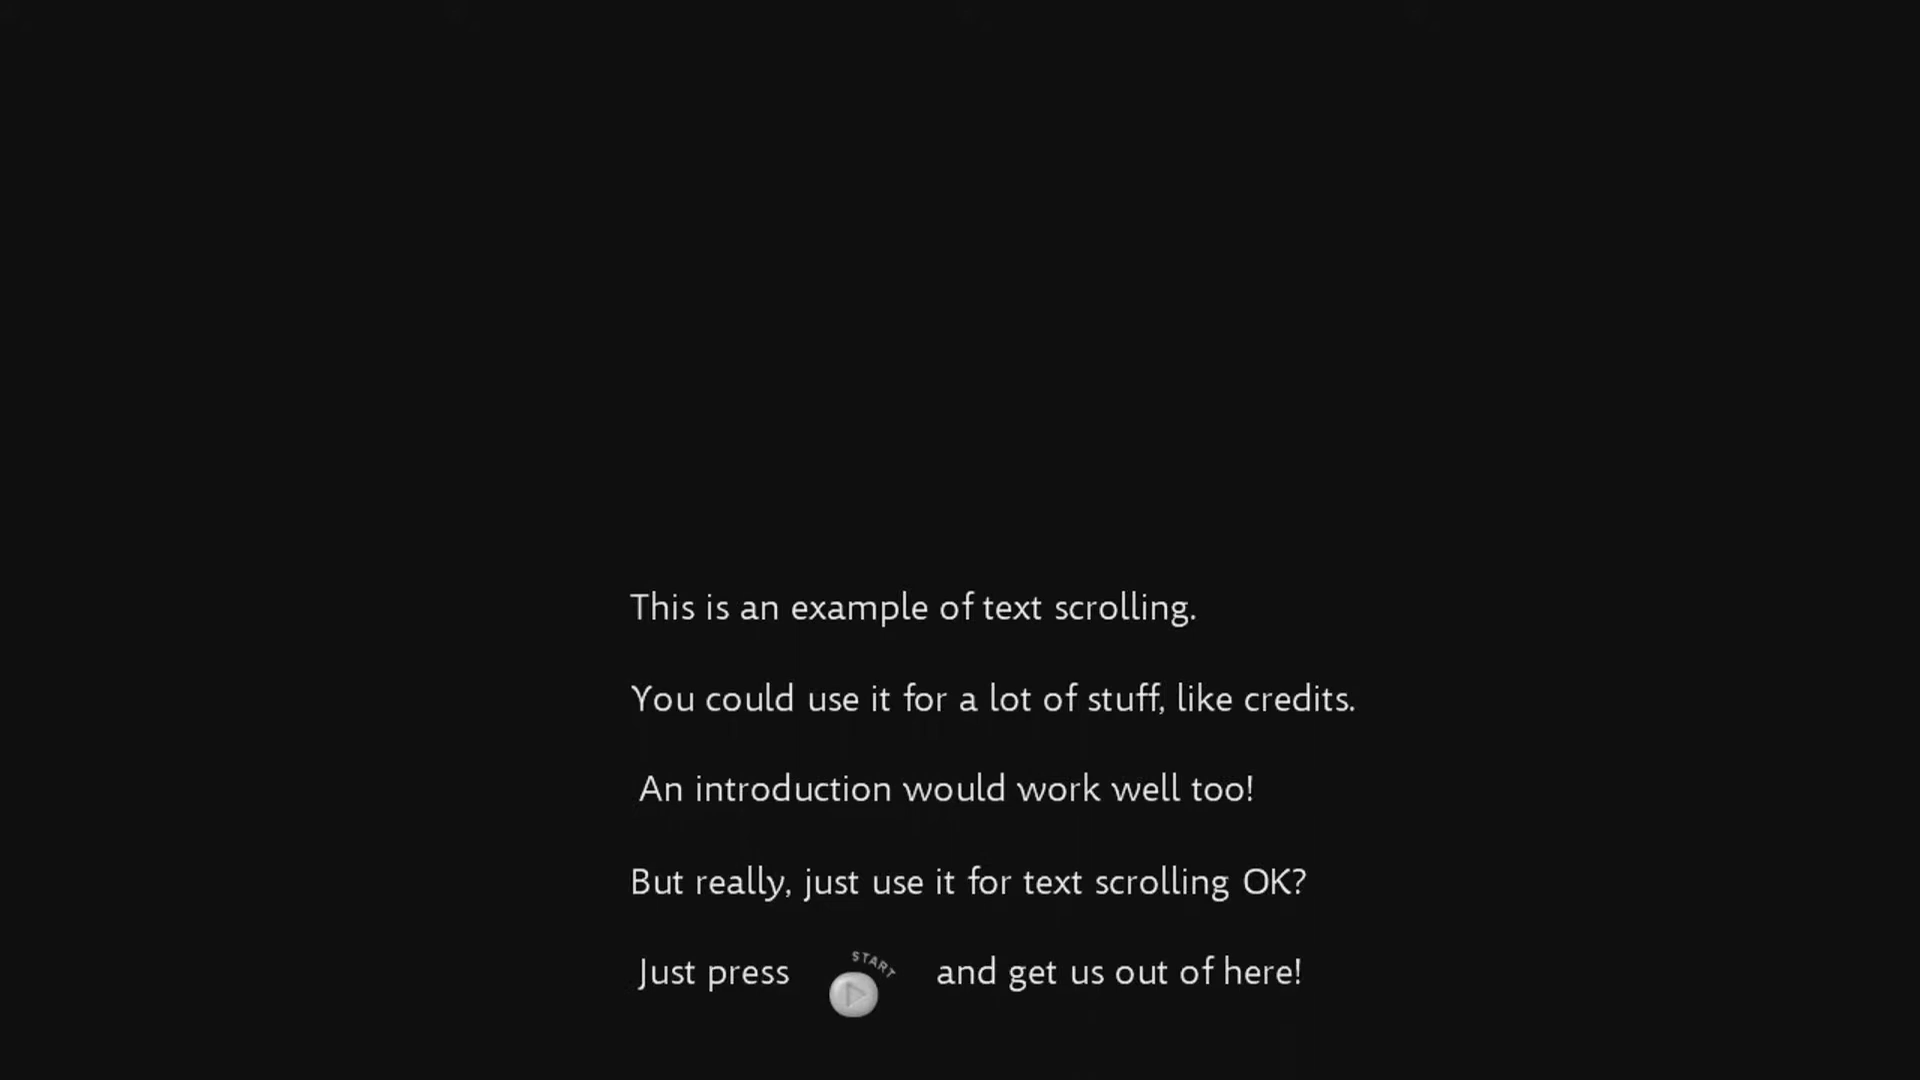 This is an example of text scrolling.
You could use it for a lot of stuff, like credits.
An introduction would work well too!
But really, just use it for text scrolling OK?
Just press START and get us out of here!